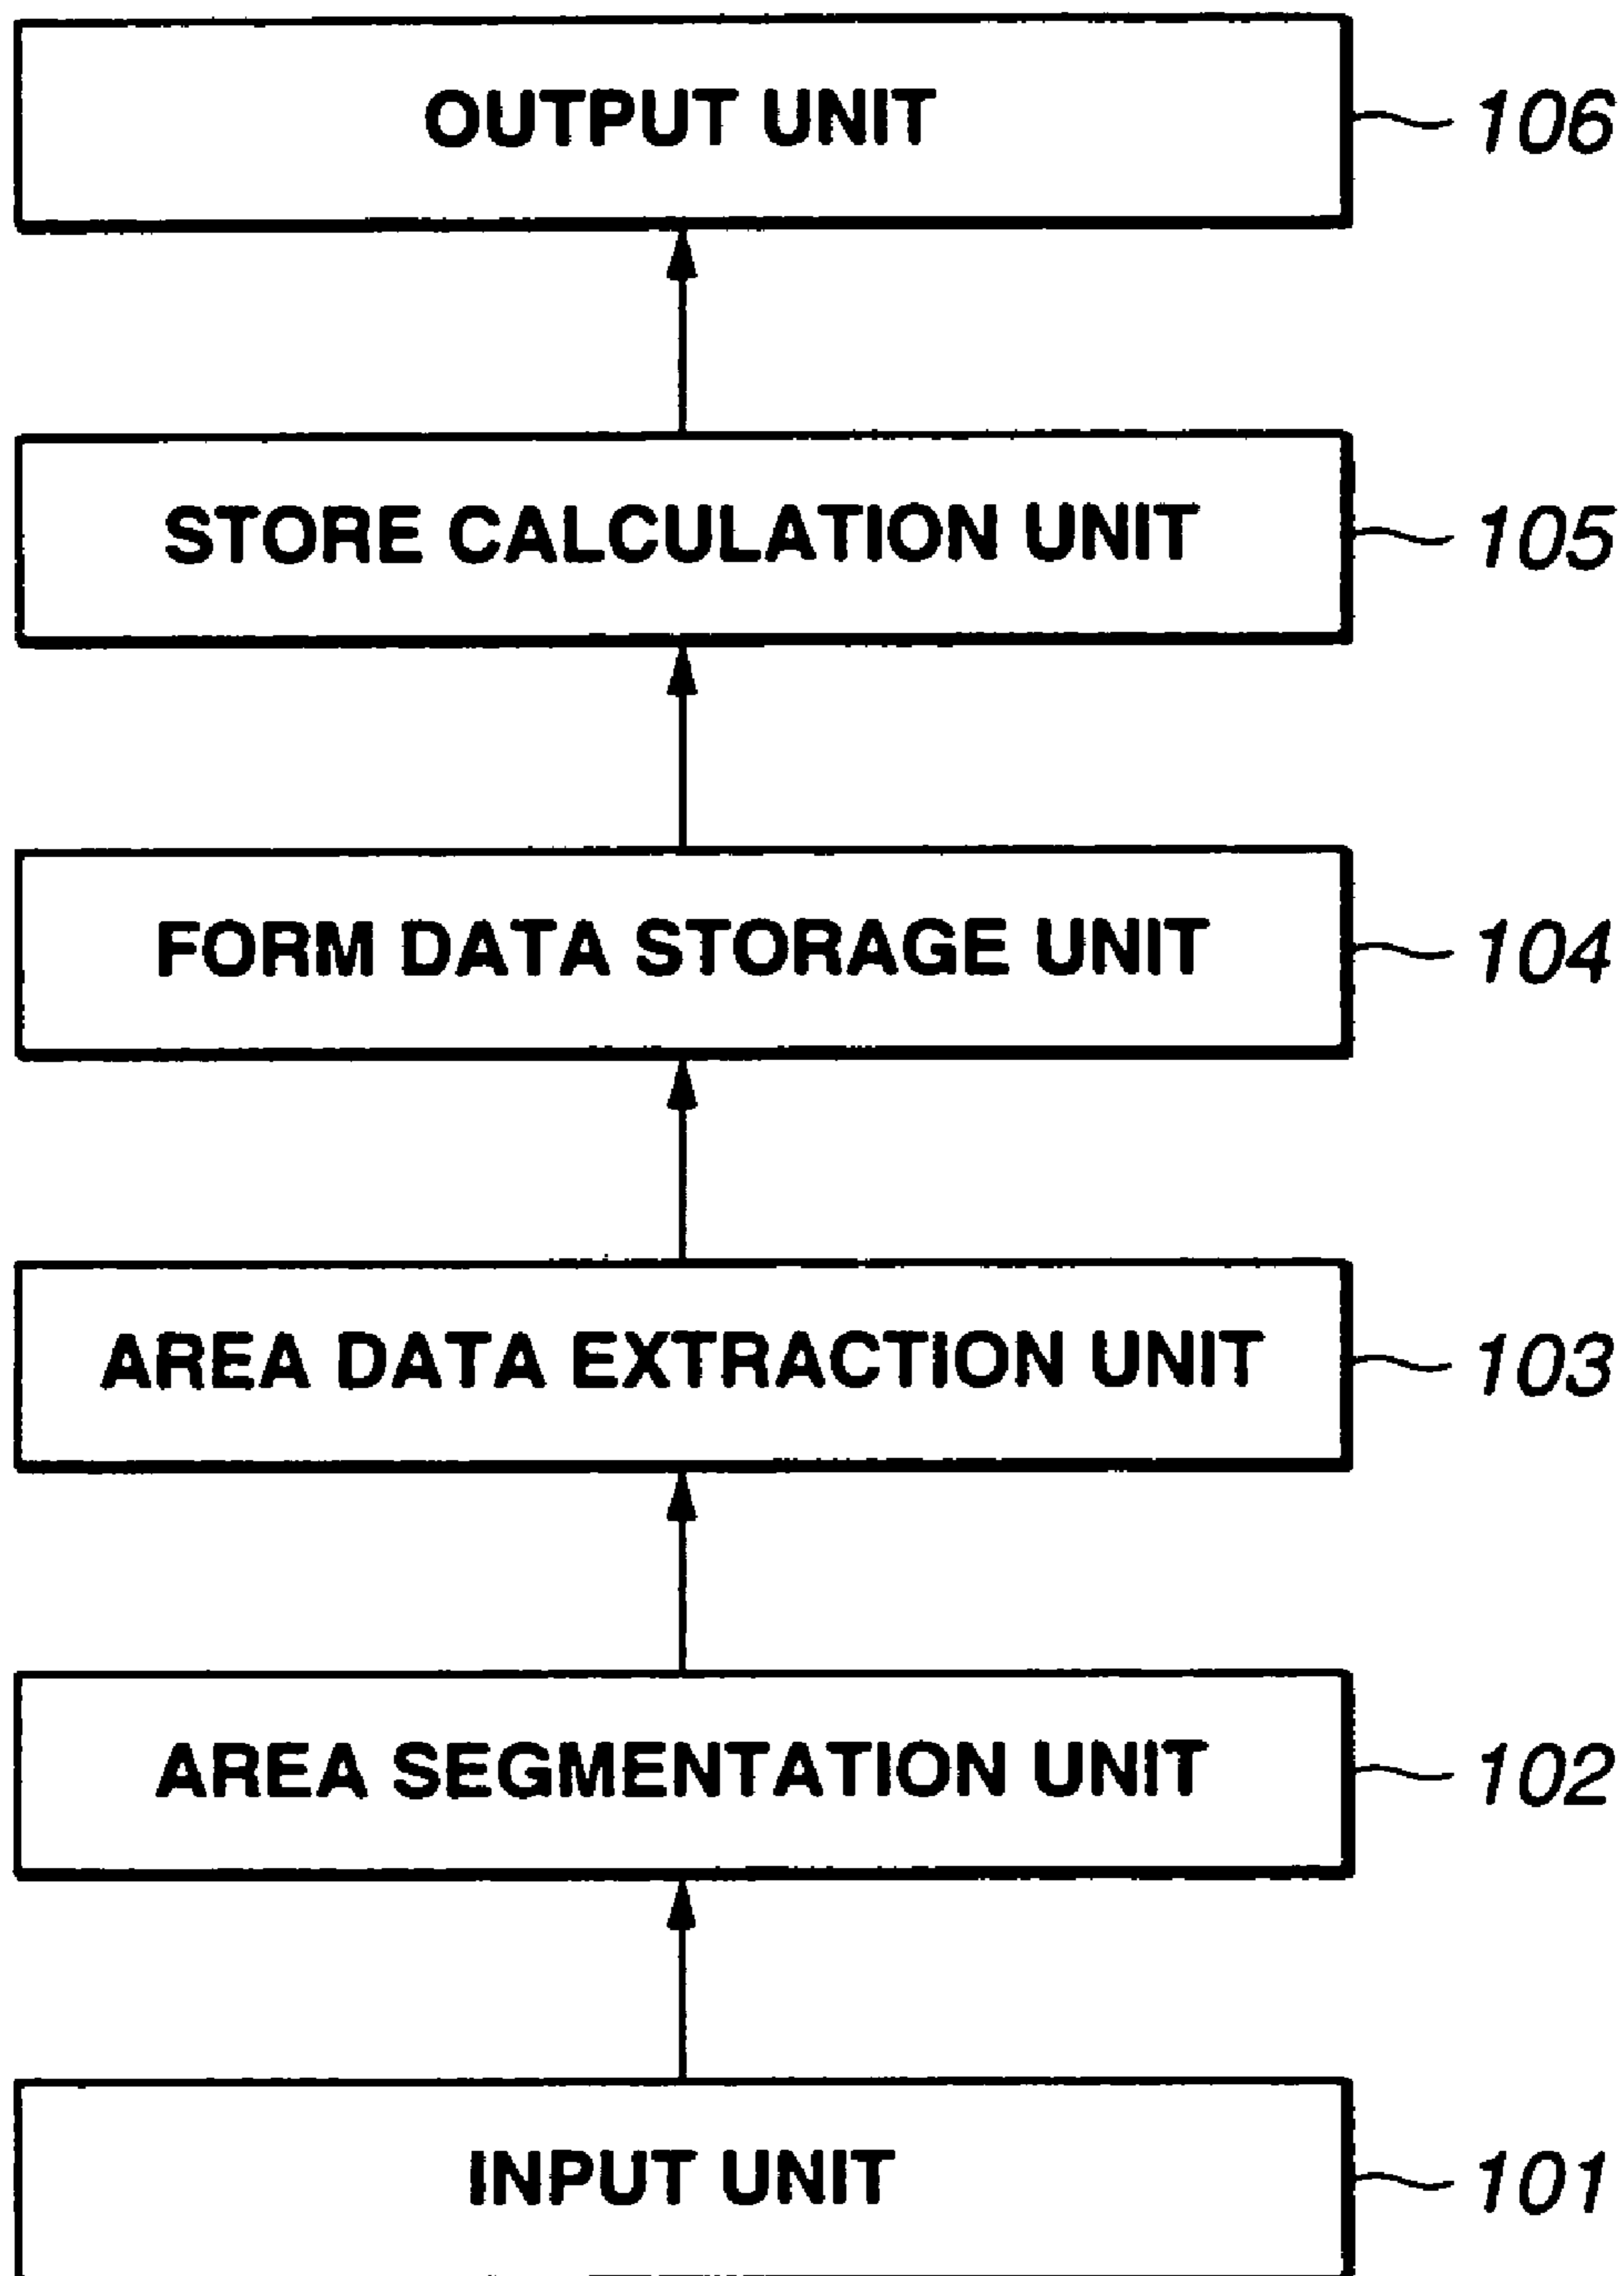 OUTPUT UNIT 106
STORE CALCULATION UNIT 105
FORM DATA STORAGE UNIT 104
AREA DATA EXTRACTION UNIT 103
AREA SEGMENTATION UNIT 102
INPUT UNIT 101